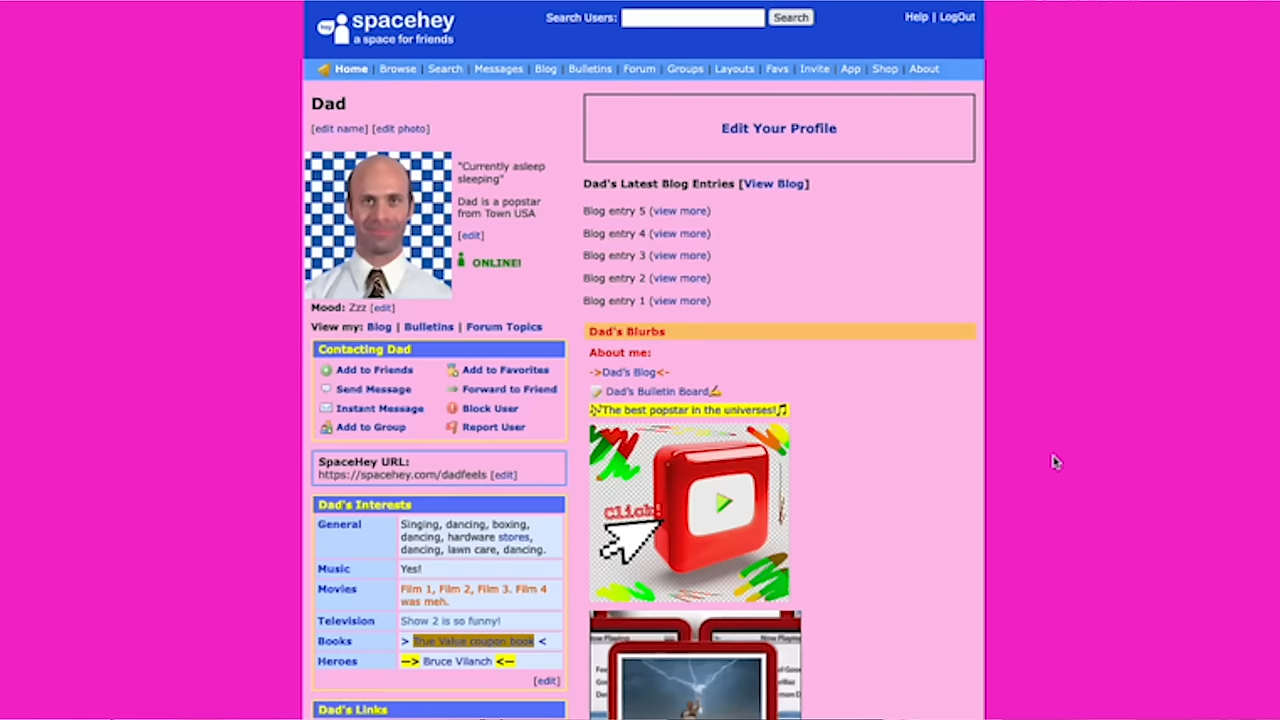 hey
spacehey
a space for friends
Search Users:
Search
Help | LogOut
Home | Browse | Search | Messages | Blog | Bulletins | Forum | Groups | Layouts | Favs | Invite | App | Shop | About
Dad
[edit name] [edit photo]
"Currently asleep
sleeping"
Dad is a popstar
from Town USA
[edit]
ONLINE!
Mood: Zzz [edit]
View my: Blog | Bulletins | Forum Topics
Contacting Dad
Add to Friends
Add to Favorites
Send Message
Forward to Friend
Instant Message
Block User
Add to Group
Report User
SpaceHey URL:
https://spacehey.com/dadfeels [edit]
Dad's Interests
General
Singing, dancing, boxing,
dancing, hardware stores,
dancing, lawn care, dancing.
Music
Yes!
Movies
Film 1, Film 2, Film 3. Film 4
was meh.
Television
Show 2 is so funny!
Books
> True Value coupon book <
Heroes
—> Bruce Vilanch <—
[edit]
Dad's Links
Edit Your Profile
Dad's Latest Blog Entries [View Blog]
Blog entry 5 (view more)
Blog entry 4 (view more)
Blog entry 3 (view more)
Blog entry 2 (view more)
Blog entry 1 (view more)
Dad's Blurbs
About me:
->Dad's Blog<-
📝 Dad's Bulletin Board✍
🎶The best popstar in the universes!🎵
Click!
Now Playing